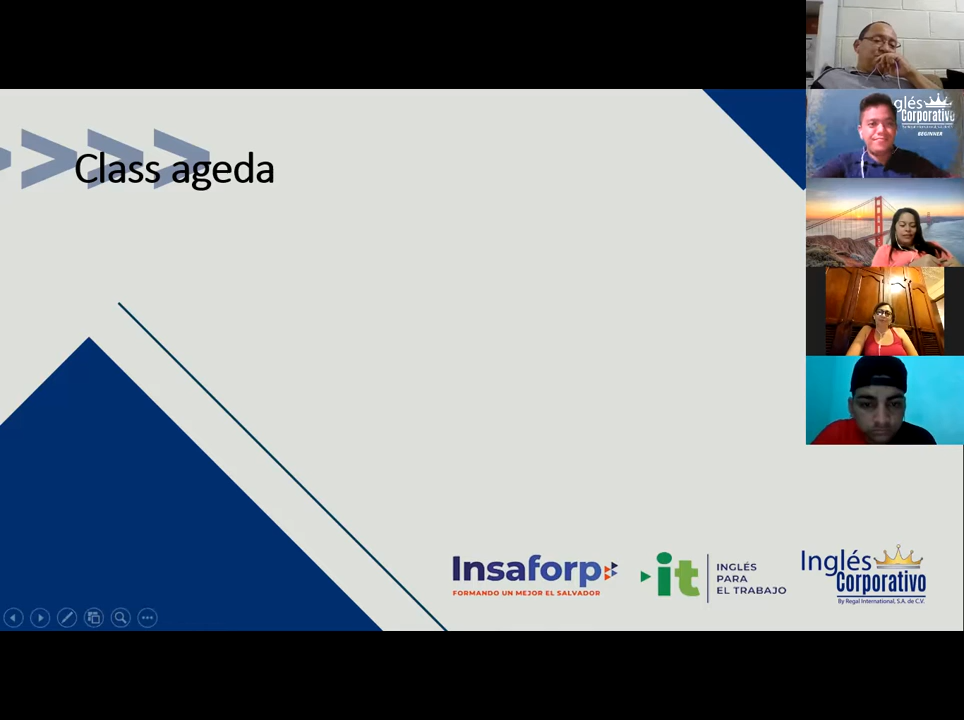 Class ageda
glés
Corporativo
BEGINNER
Insaforp
FORMANDO UN MEJOR EL SALVADOR
it
INGLÉS
PARA
EL TRABAJO
Inglés
Corporativo
By Regal International, S.A. de C.V.